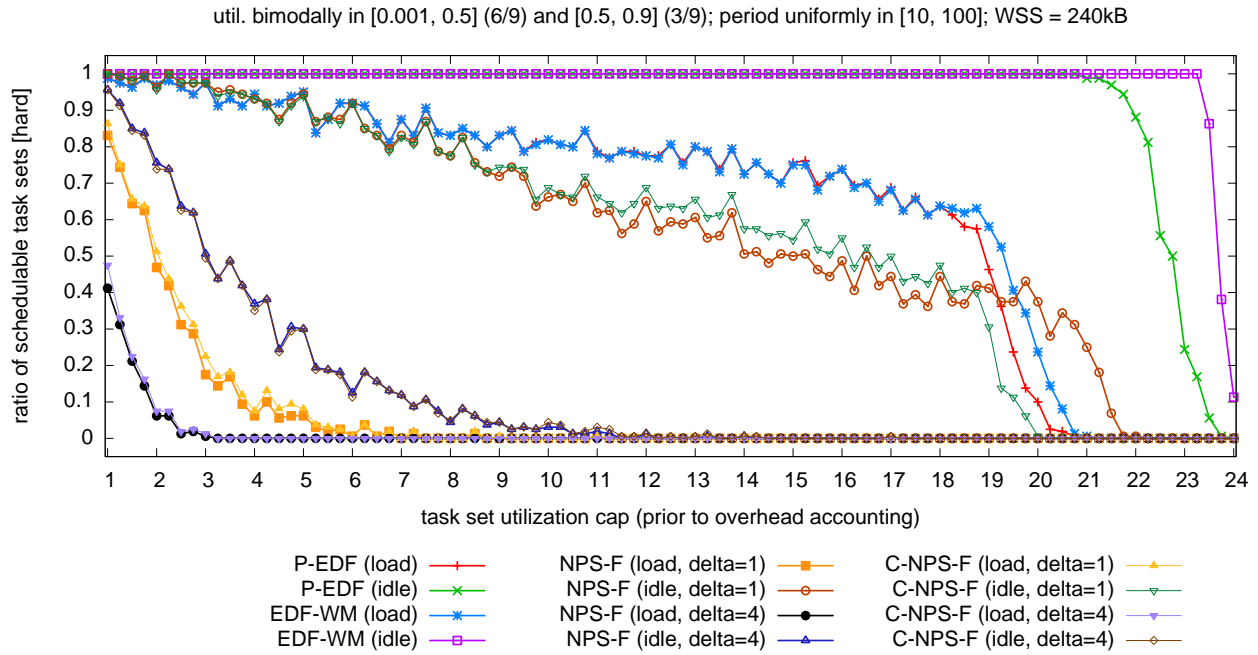 util. bimodally in [0.001, 0.5] (6/9) and [0.5, 0.9] (3/9); period uniformly in [10, 100]; WSS = 240kB
ratio of schedulable task sets [hard]
1
0.9
0.8
0.7
0.6
0.5
0.4
0.3
0.2
0.1
0
1 2 3 4 5 6 7 8 9 10 11 12 13 14 15 16 17 18 19 20 21 22 23 24
task set utilization cap (prior to overhead accounting)
P-EDF (load) NPS-F (load, delta=1) C-NPS-F (load, delta=1)
P-EDF (idle) NPS-F (idle, delta=1) C-NPS-F (idle, delta=1)
EDF-WM (load) NPS-F (load, delta=4) C-NPS-F (load, delta=4)
EDF-WM (idle) NPS-F (idle, delta=4) C-NPS-F (idle, delta=4)